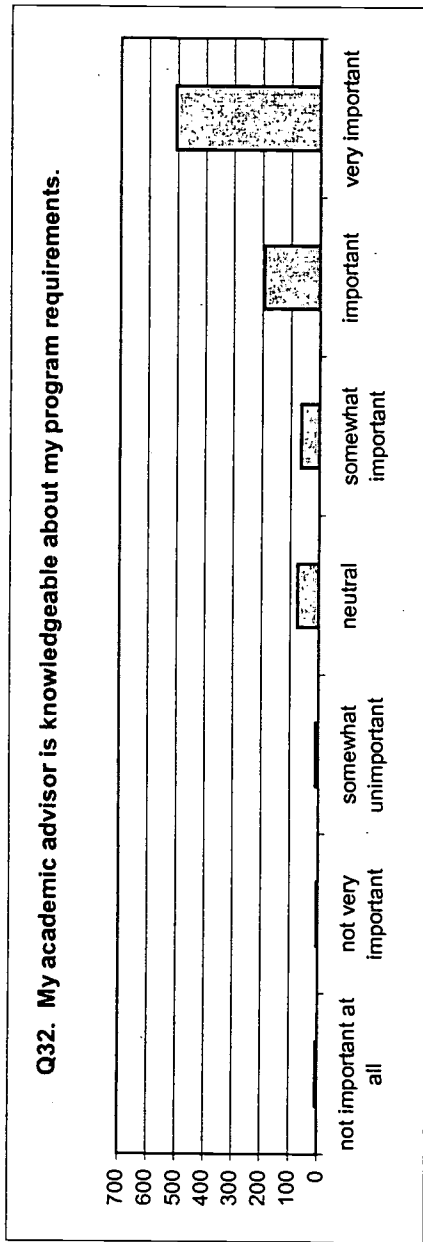 Q32. My academic advisor is knowledgeable about my program requirements.
700
600
500
400
300
200
100
0
not important at
all
not very
important
somewhat
unimportant
neutral
somewhat
important
important
very important